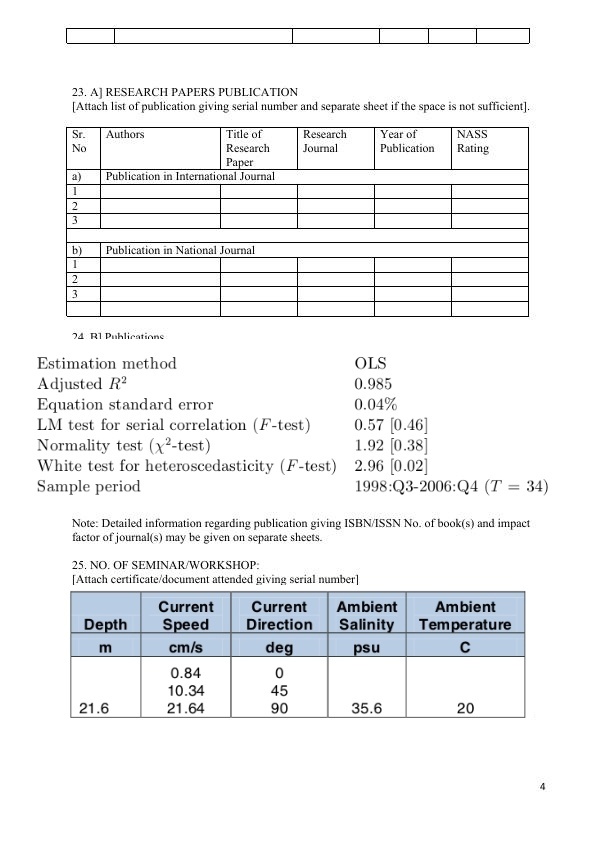 23. A] RESEARCH PAPERS PUBLICATION
[Attach list of publication giving serial number and separate sheet if the space is not sufficient].
Sr. Authors Title of Research Year of NASS
No Research Journal Publication Rating
Paper
a) Publication in International Journal
1
2
3
b) Publication in National Journal
1
2
3
24. B] Publications
Estimation method OLS
Adjusted R² 0.985
Equation standard error 0.04%
LM test for serial correlation (F-test) 0.57 [0.46]
Normality test (χ²-test) 1.92 [0.38]
White test for heteroscedasticity (F-test) 2.96 [0.02]
Sample period 1998:Q3-2006:Q4 (T = 34)
Note: Detailed information regarding publication giving ISBN/ISSN No. of book(s) and impact
factor of journal(s) may be given on separate sheets.
25. NO. OF SEMINAR/WORKSHOP:
[Attach certificate/document attended giving serial number]
Current Current Ambient Ambient
Depth Speed Direction Salinity Temperature
m cm/s deg psu C
0.84 0
10.34 45
21.6 21.64 90 35.6 20
4